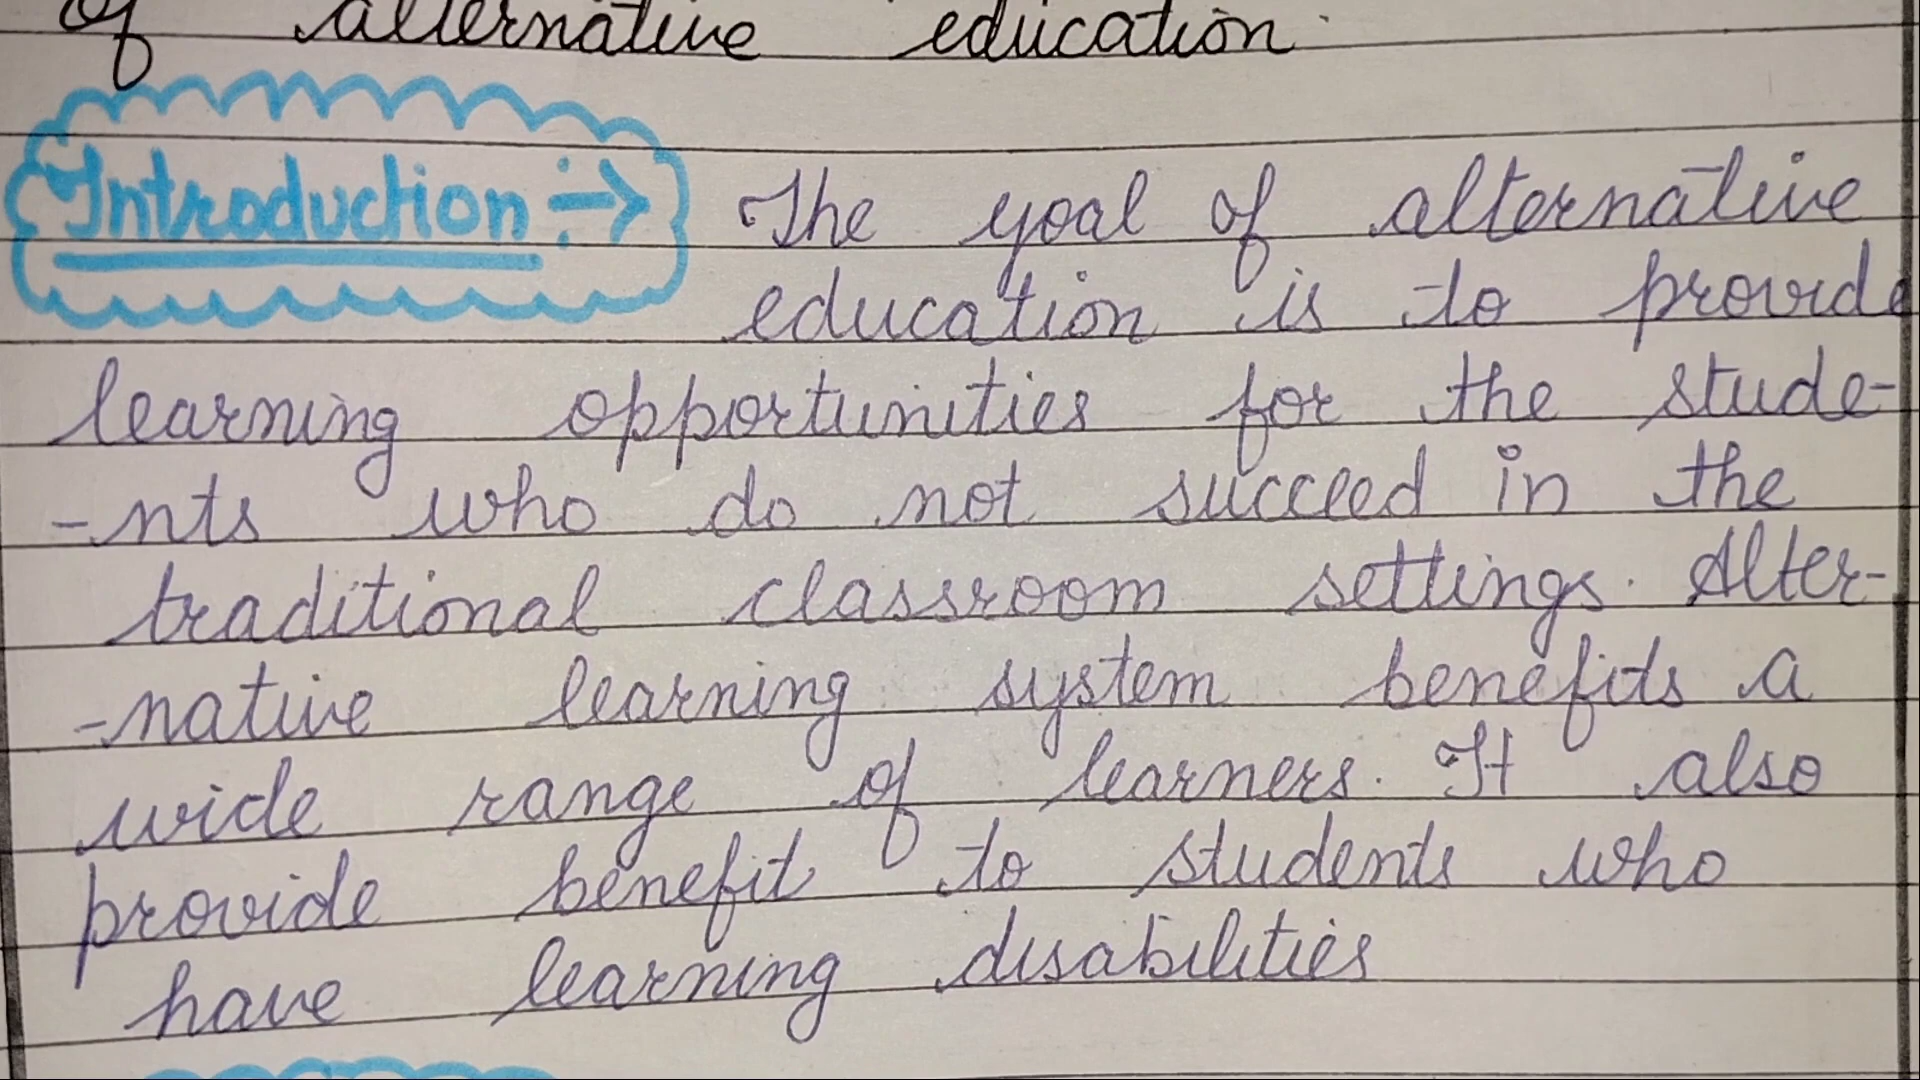 of alternative education.
Introduction :→ The goal of alternative
education is to provide
learning opportunities for the stude-
-nts who do not succeed in the
traditional classroom settings. Alter-
-native learning system benefits a
wide range of learners. It also
provide benefit to students who
have learning disabilities